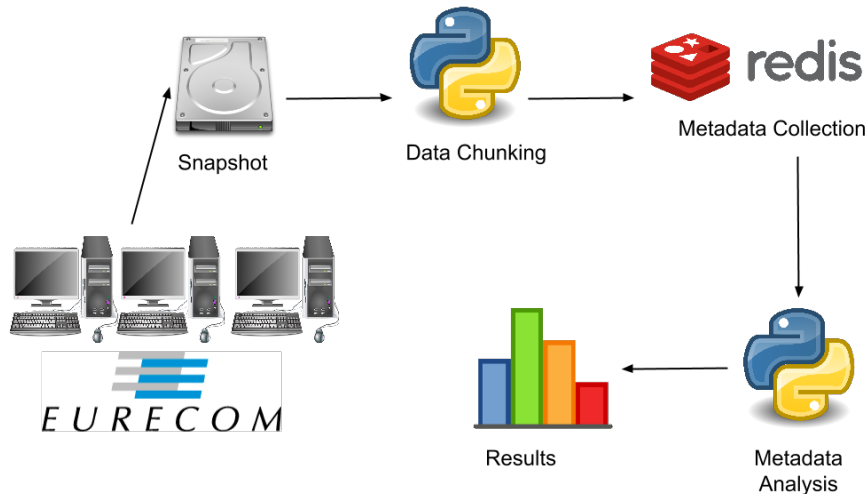 Snapshot
Data Chunking
redis
Metadata Collection
EURECOM
Results
Metadata
Analysis